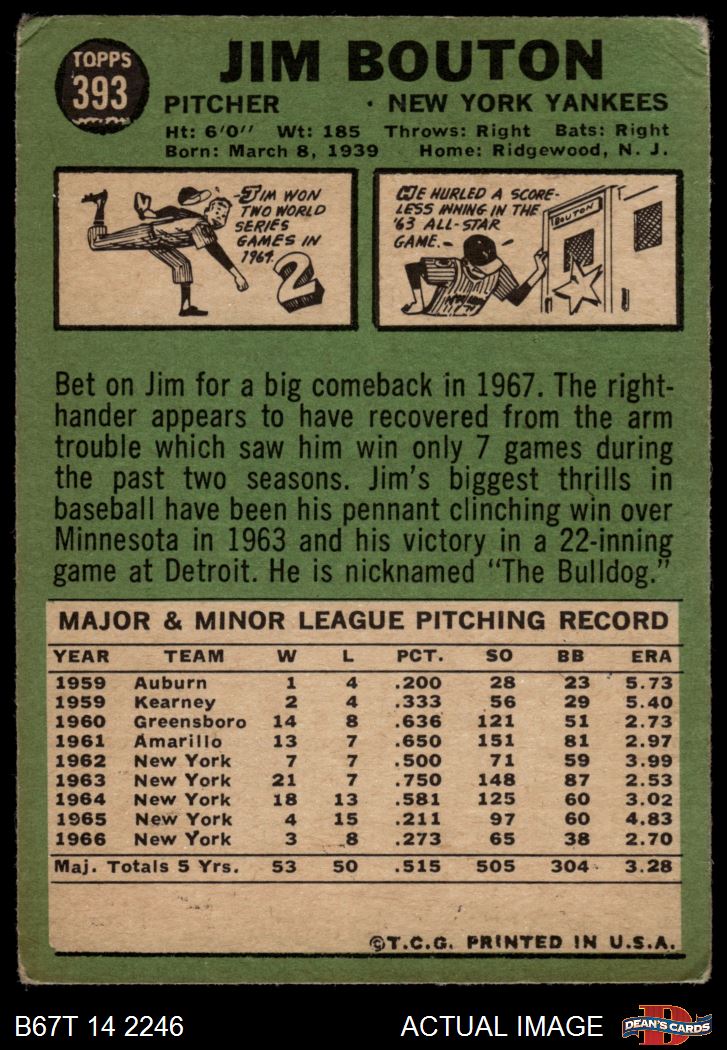 TOPPS
393
JIM BOUTON
PITCHER · NEW YORK YANKEES
Ht: 6'0" Wt: 185 Throws: Right Bats: Right
Born: March 8, 1939 Home: Ridgewood, N. J.
JIM WON
TWO WORLD
SERIES
GAMES IN
1964.
2
HE HURLED A SCORE-
LESS INNING IN THE
'63 ALL-STAR
GAME.
BOUTON
Bet on Jim for a big comeback in 1967. The right-
hander appears to have recovered from the arm
trouble which saw him win only 7 games during
the past two seasons. Jim's biggest thrills in
baseball have been his pennant clinching win over
Minnesota in 1963 and his victory in a 22-inning
game at Detroit. He is nicknamed "The Bulldog."
MAJOR & MINOR LEAGUE PITCHING RECORD
YEAR TEAM W L PCT. SO BB ERA
1959 Auburn 1 4 .200 28 23 5.73
1959 Kearney 2 4 .333 56 29 5.40
1960 Greensboro 14 8 .636 121 51 2.73
1961 Amarillo 13 7 .650 151 81 2.97
1962 New York 7 7 .500 71 59 3.99
1963 New York 21 7 .750 148 87 2.53
1964 New York 18 13 .581 125 60 3.02
1965 New York 4 15 .211 97 60 4.83
1966 New York 3 8 .273 65 38 2.70
Maj. Totals 5 Yrs. 53 50 .515 505 304 3.28
©T.C.G. PRINTED IN U.S.A.
B67T 14 2246 ACTUAL IMAGE
D
DEAN'S CARDS